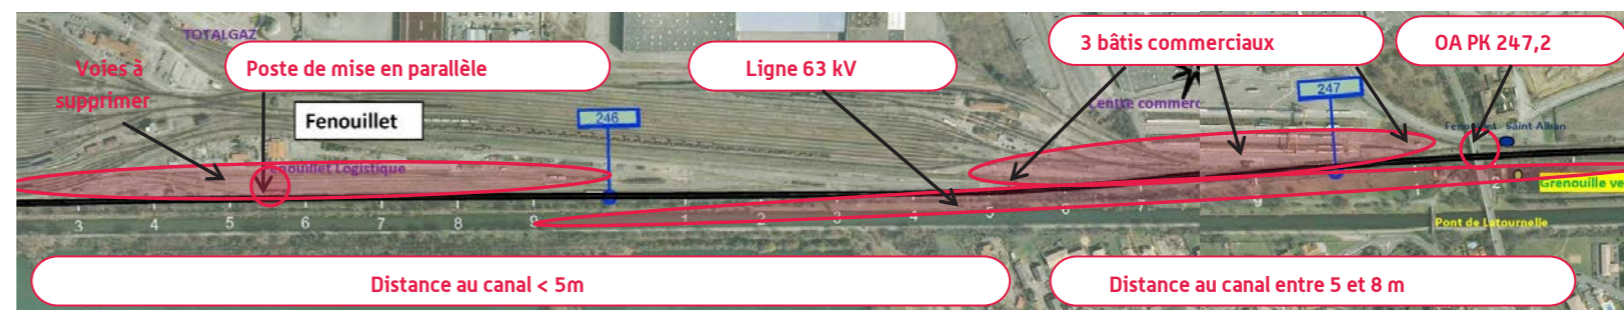 TOTALGAZ
Voies à
supprimer
Poste de mise en parallèle
Ligne 63 kV
3 bâtis commerciaux
OA PK 247,2
Fenouillet
246
247
Centre commerc
Fenouillet - Saint Alban
Fenouillet Logistique
Grenouille ve
3 4 5 6 7 8 9 1 2 3 4 5 6 7 9 1 2
Pont de Latournelle
Distance au canal < 5m
Distance au canal entre 5 et 8 m